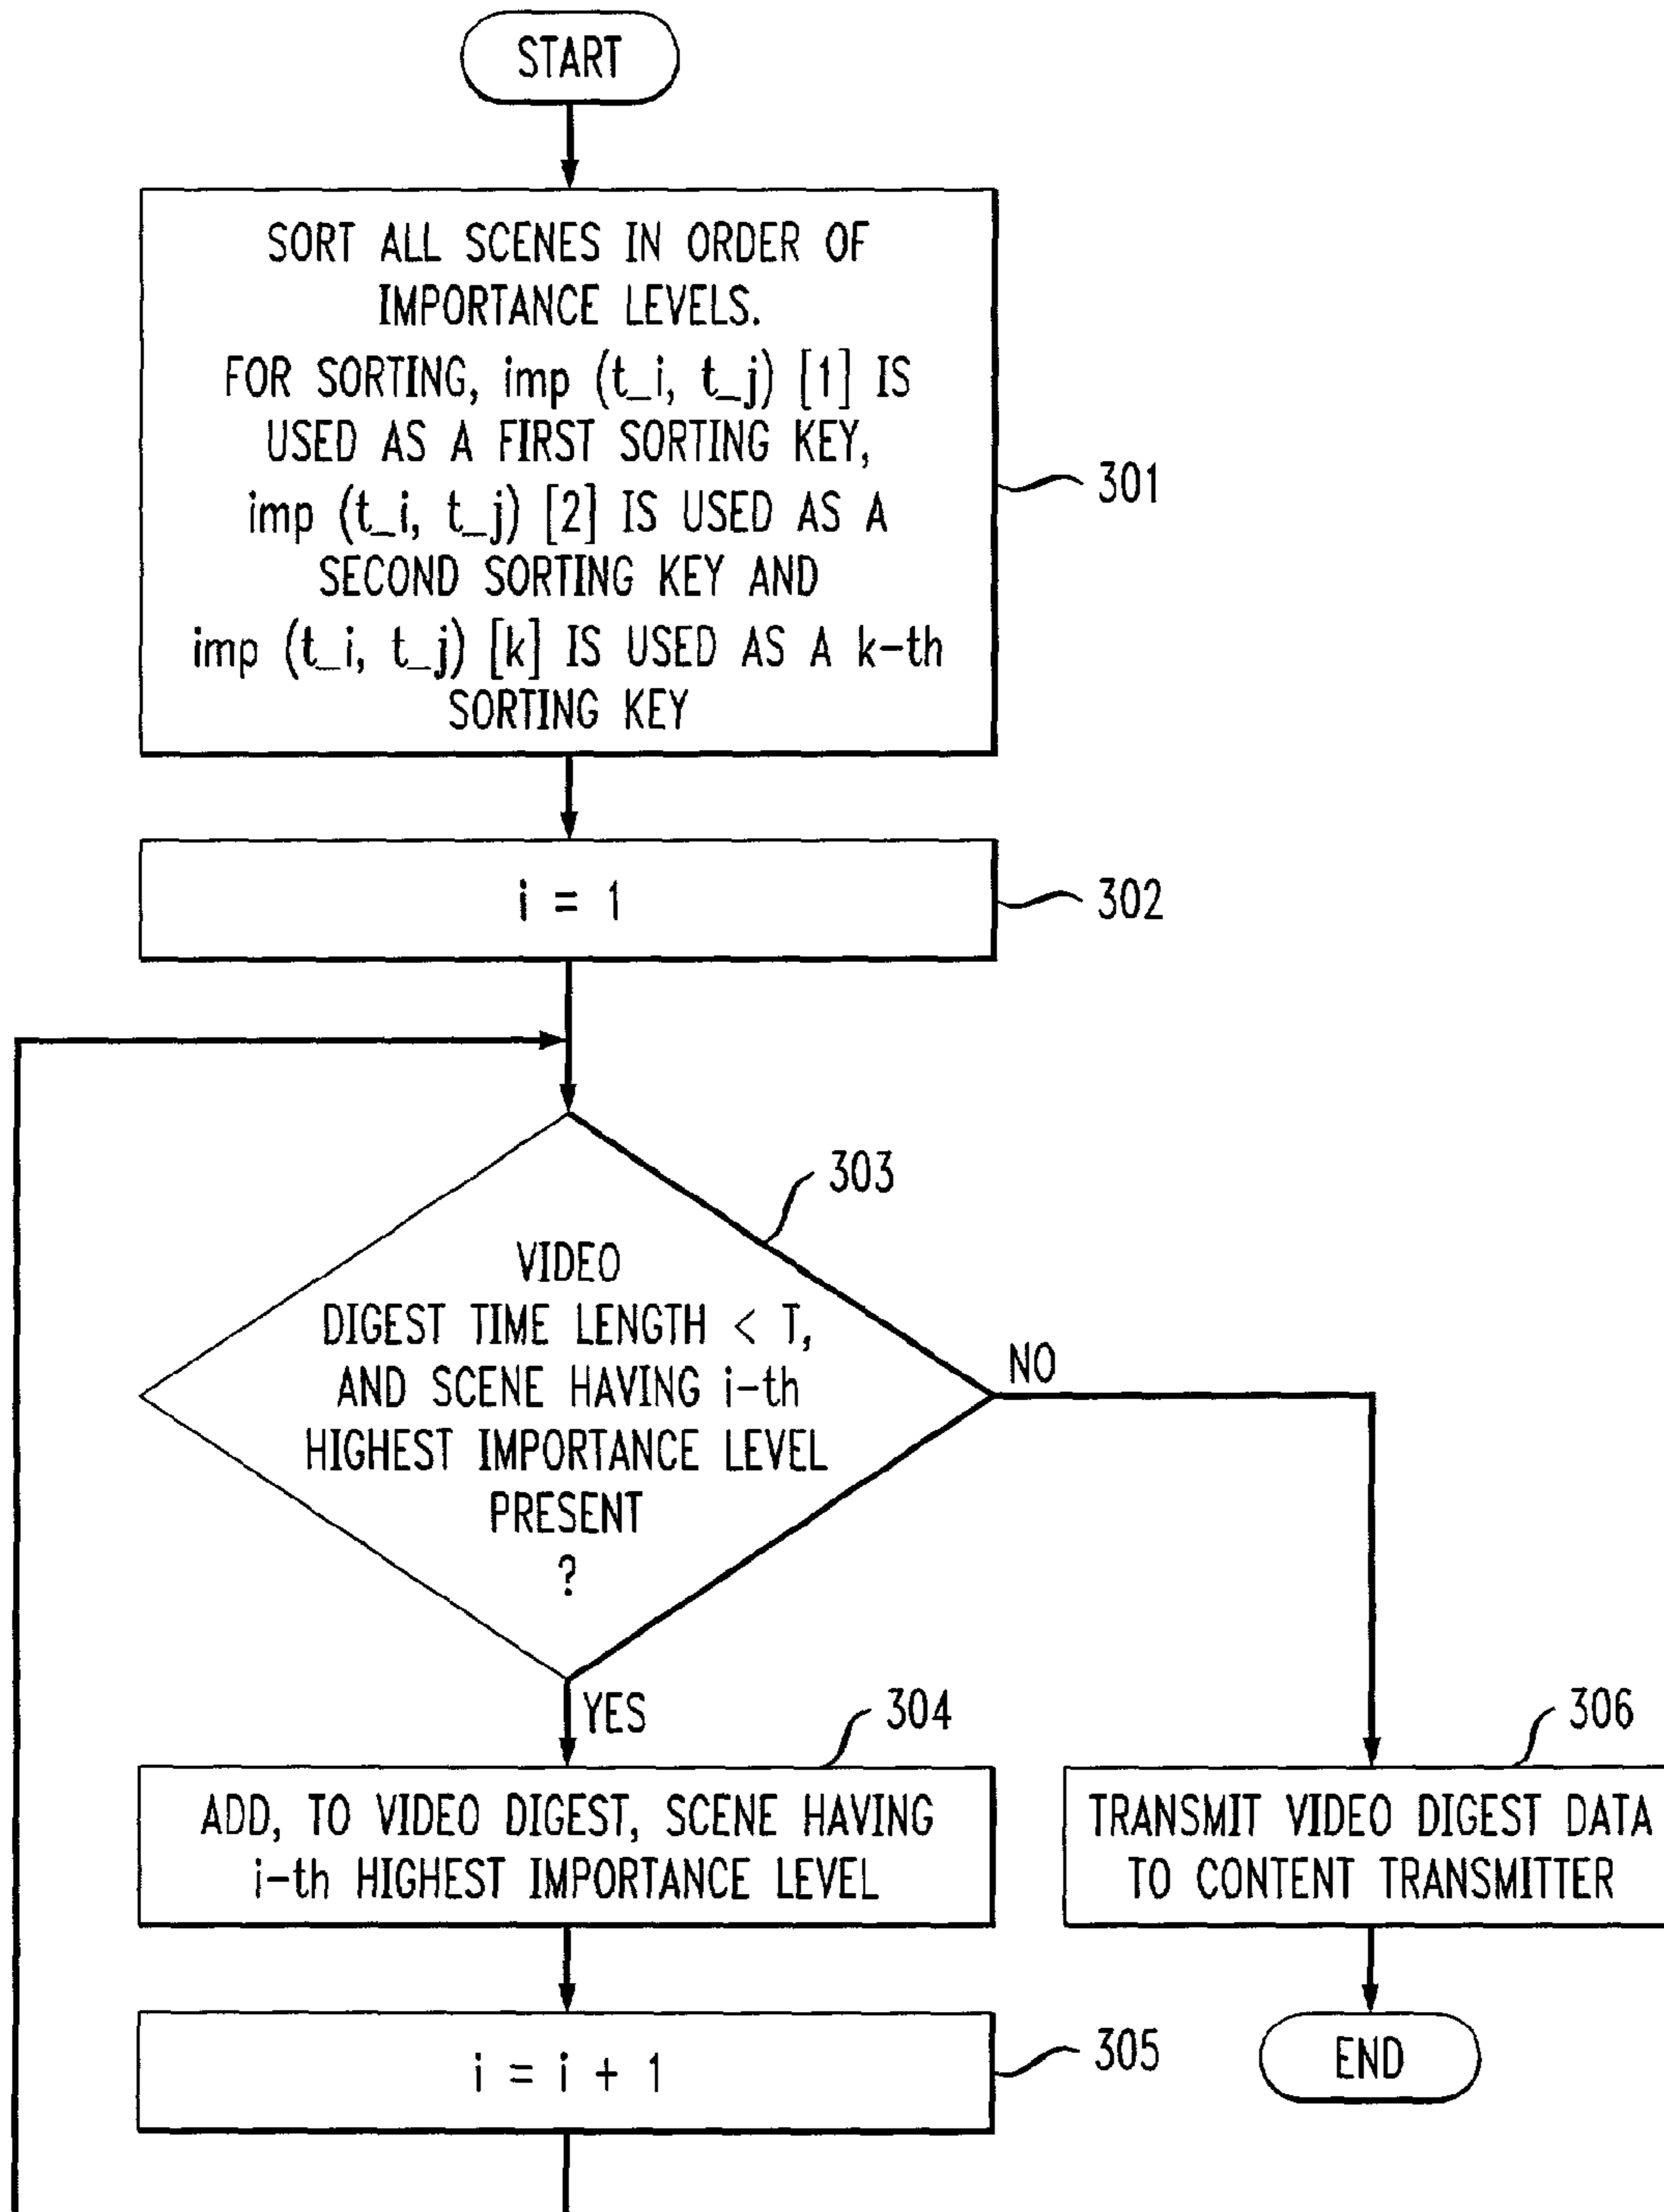 START
SORT ALL SCENES IN ORDER OF
IMPORTANCE LEVELS.
FOR SORTING, imp (t_i, t_j) [1] IS
USED AS A FIRST SORTING KEY,
imp (t_i, t_j) [2] IS USED AS A
SECOND SORTING KEY AND
imp (t_i, t_j) [k] IS USED AS A k-th
SORTING KEY
301
i = 1
302
303
VIDEO
DIGEST TIME LENGTH < T,
AND SCENE HAVING i-th
HIGHEST IMPORTANCE LEVEL
PRESENT
?
NO
YES
304
ADD, TO VIDEO DIGEST, SCENE HAVING
i-th HIGHEST IMPORTANCE LEVEL
306
TRANSMIT VIDEO DIGEST DATA
TO CONTENT TRANSMITTER
i = i + 1
305
END